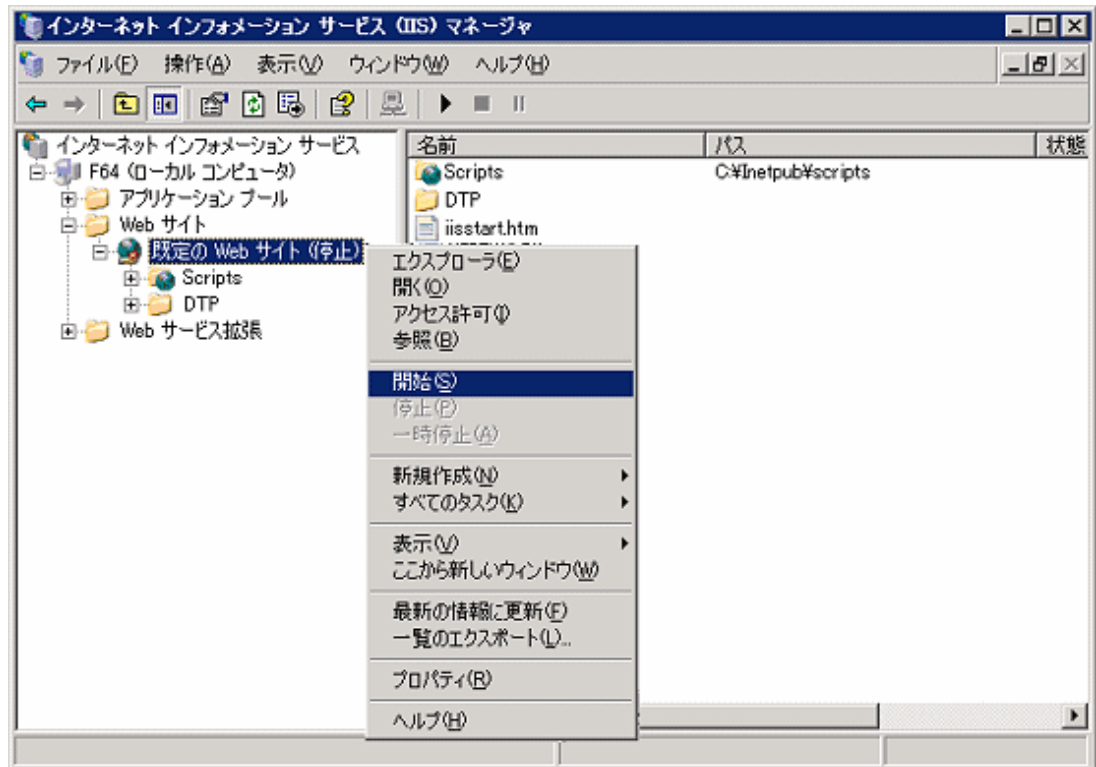 インターネット インフォメーション サービス (IIS) マネージャ
ファイル(F) 操作(A) 表示(V) ウィンドウ(W) ヘルプ(H)
インターネット インフォメーション サービス
F64 (ローカル コンピュータ)
アプリケーション プール
Web サイト
既定の Web サイト (停止)
Scripts
DTP
Web サービス拡張
名前 パス 状態
Scripts C:¥Inetpub¥scripts
DTP
iisstart.htm
エクスプローラ(E)
開く(O)
アクセス許可(I)
参照(B)
開始(S)
停止(P)
一時停止(A)
新規作成(N)
すべてのタスク(K)
表示(V)
ここから新しいウィンドウ(W)
最新の情報に更新(F)
一覧のエクスポート(L)...
プロパティ(R)
ヘルプ(H)